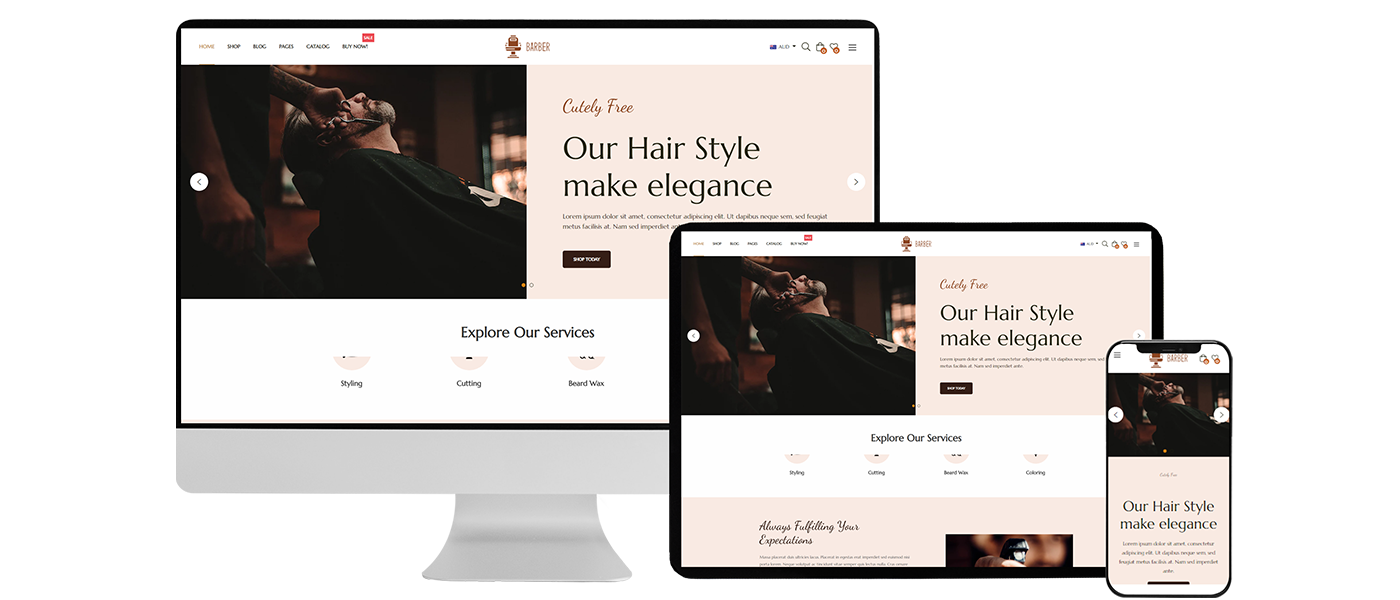 HOME SHOP BLOG PAGES CATALOG BUY NOW!
SALE
BARBER
AUD
0 0
Cutely Free
Our Hair Style
make elegance
Lorem ipsum dolor sit amet, consectetur adipiscing elit. Ut dapibus neque sem, sed feugiat
metus facilisis at. Nam sed imperdiet
SHOP TODAY
Explore Our Services
Styling Cutting Beard Wax
HOME SHOP BLOG PAGES CATALOG BUY NOW!
SALE
BARBER
AUD
Cutely Free
Our Hair Style
make elegance
Lorem ipsum dolor sit amet, consectetur adipiscing elit. Ut dapibus neque sem, sed
metus facilisis at. Nam sed imperdiet ante.
SHOP TODAY
Explore Our Services
Styling Cutting Beard Wax Coloring
Always Fulfilling Your
Expectations
BARBER
Cutely Free
Our Hair Style
make elegance
Lorem ipsum dolor sit amet, consectetur
adipiscing elit. Ut dapibus neque sem, sed
feugiat metus facilisis at. Nam sed imperdiet
ante.